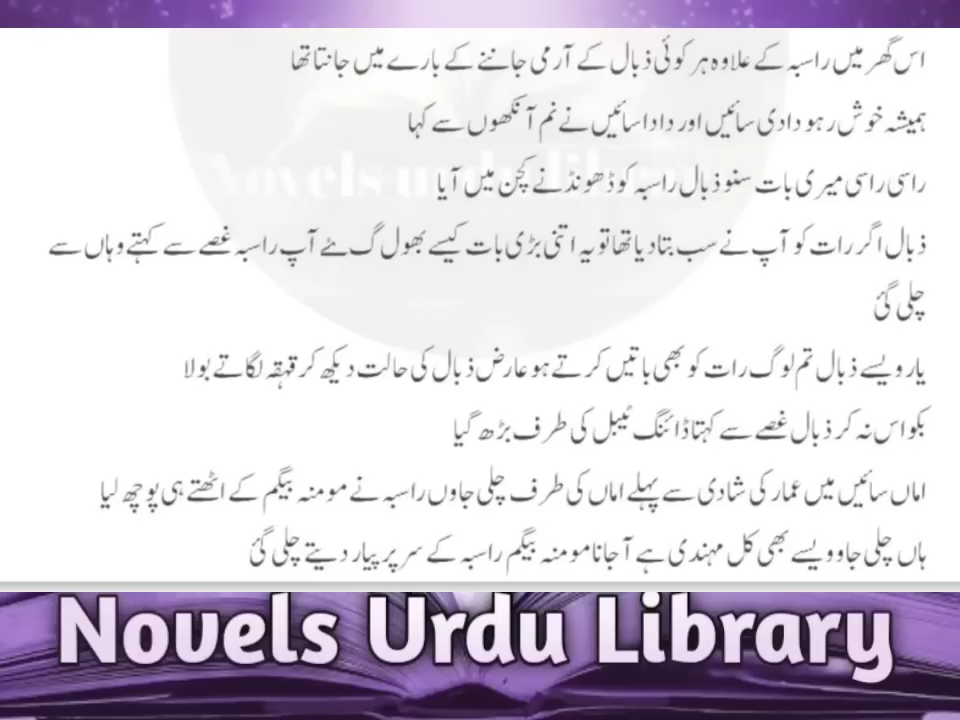 اس گھر میں راسبہ کے علاوہ ہر کوئی ذبال کے آرمی جاننے کے بارے میں جانتا تھا
ہمیشہ خوش رہو دادی سائیں اور دادا سائیں نے نم آنکھوں سے کہا
راسی راسی میری بات سنو ذبال راسبہ کو ڈھونڈنے کچن میں آیا
ذبال اگر رات کو آپ نے سب بتا دیا تھا تو یہ اتنی بڑی بات کیسے بھول گ ئے آپ راسبہ غصے سے کہتے وہاں سے
چلی گئ
یار ویسے ذبال تم لوگ رات کو بھی باتیں کرتے ہو عارض ذبال کی حالت دیکھ کر قہقہ لگاتے بولا
بکواس نہ کر ذبال غصے سے کہتا ڈائنگ ٹیبل کی طرف بڑھ گیا
اماں سائیں میں عمار کی شادی سے پہلے اماں کی طرف چلی جاوں راسبہ نے مومنہ بیگم کے اٹھتے ہی پوچھ لیا
ہاں چلی جاو ویسے بھی کل مہندی ہے آ جانا مومنہ بیگم راسبہ کے سر پر پیار دیتے چلی گئ
Novels Urdu Library